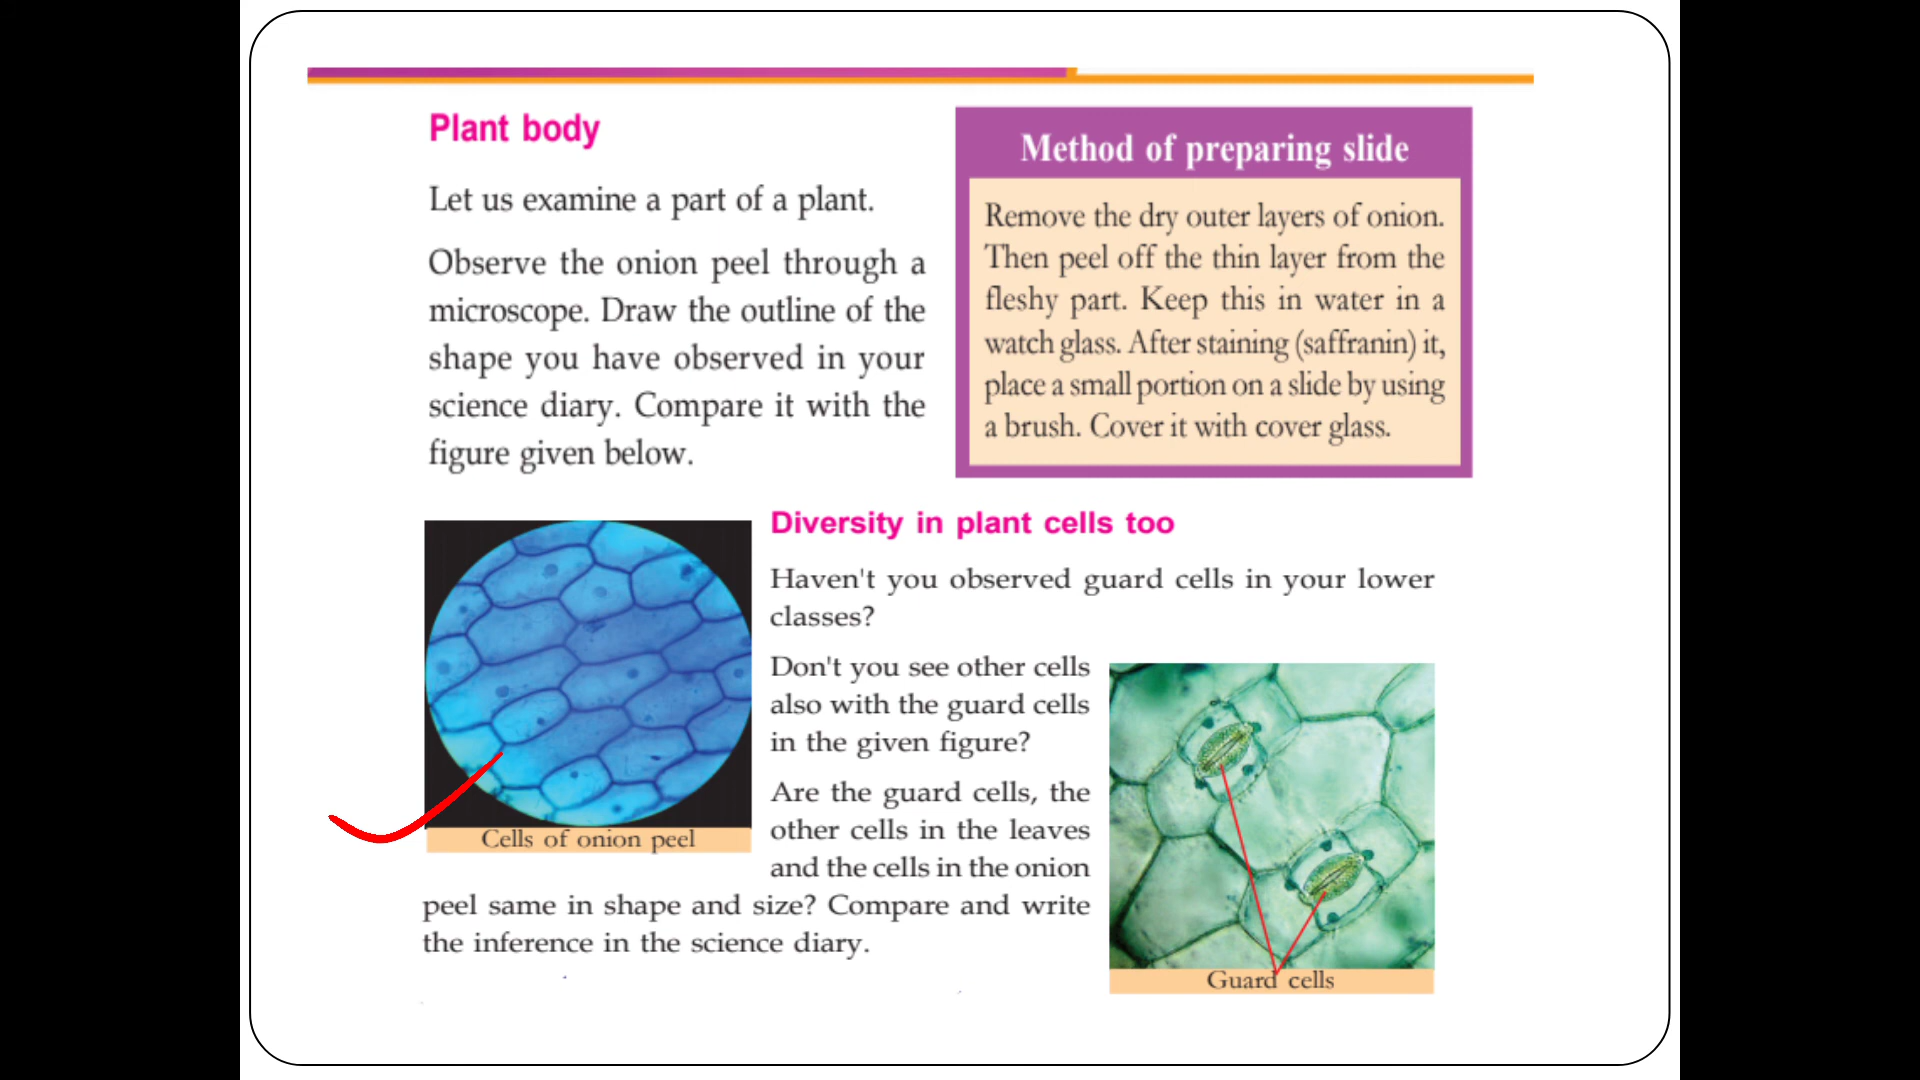 Plant body
Let us examine a part of a plant.
Observe the onion peel through a
microscope. Draw the outline of the
shape you have observed in your
science diary. Compare it with the
figure given below.
Method of preparing slide
Remove the dry outer layers of onion.
Then peel off the thin layer from the
fleshy part. Keep this in water in a
watch glass. After staining (saffranin) it,
place a small portion on a slide by using
a brush. Cover it with cover glass.
Cells of onion peel
Diversity in plant cells too
Haven't you observed guard cells in your lower
classes?
Don't you see other cells
also with the guard cells
in the given figure?
Are the guard cells, the
other cells in the leaves
and the cells in the onion
peel same in shape and size? Compare and write
the inference in the science diary.
Guard cells